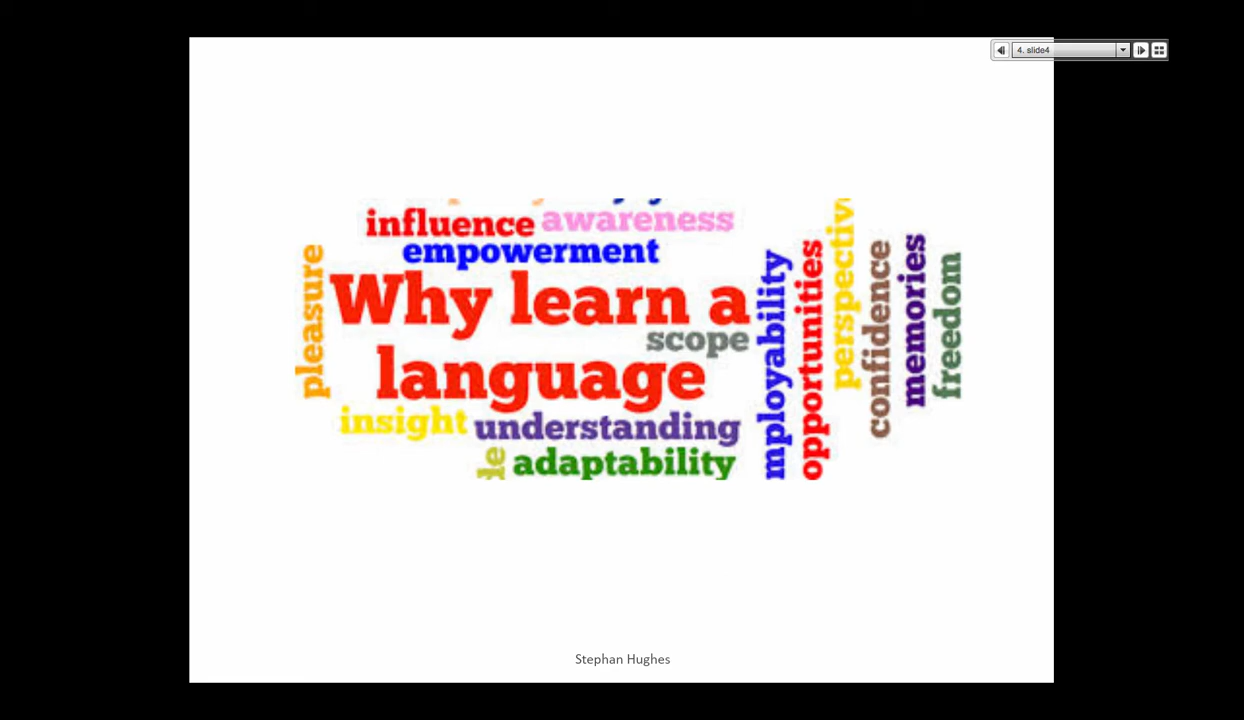 4. slide4
influence awareness
empowerment
pleasure
Why learn a
scope
language
insight understanding
adaptability
mployability
opportunities
perspectiv
confidence
memories
freedom
Stephan Hughes